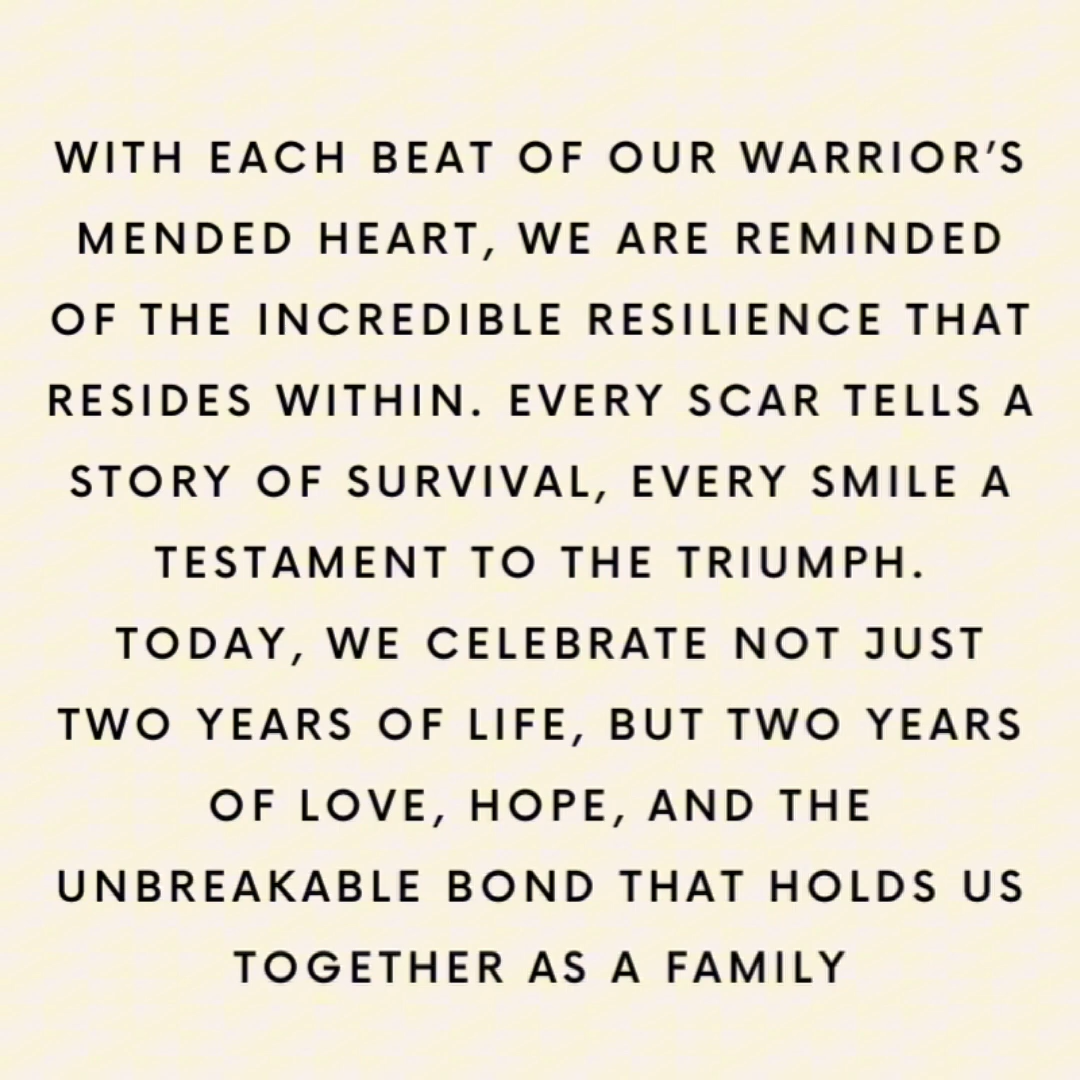 WITH EACH BEAT OF OUR WARRIOR’S
MENDED HEART, WE ARE REMINDED
OF THE INCREDIBLE RESILIENCE THAT
RESIDES WITHIN. EVERY SCAR TELLS A
STORY OF SURVIVAL, EVERY SMILE A
TESTAMENT TO THE TRIUMPH.
TODAY, WE CELEBRATE NOT JUST
TWO YEARS OF LIFE, BUT TWO YEARS
OF LOVE, HOPE, AND THE
UNBREAKABLE BOND THAT HOLDS US
TOGETHER AS A FAMILY